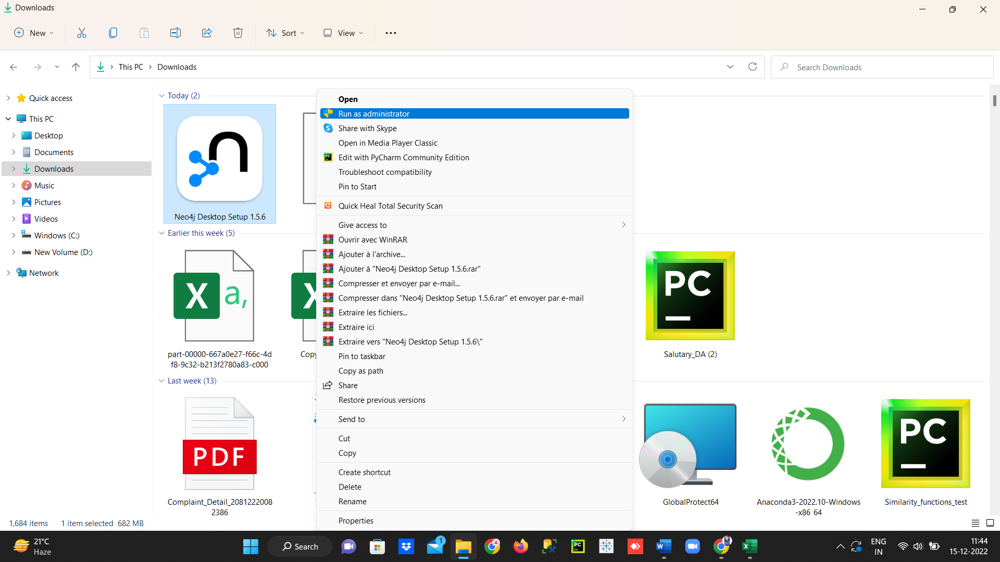 Downloads
New
Sort
View
This PC
Downloads
Search Downloads
Quick access
This PC
Desktop
Documents
Downloads
Music
Pictures
Videos
Windows (C:)
New Volume (D:)
Network
Today (2)
Neo4j Desktop Setup 1.5.6
Earlier this week (5)
X a,
X
PC
part-00000-667a0e27-f66c-4d
f8-9c32-b213f2780a83-c000
Copy
Salutary_DA (2)
Last week (13)
PDF
PC
Complaint_Detail_2081222008
2386
GlobalProtect64
Anaconda3-2022.10-Windows
-x86_64
Similarity_functions_test
Open
Run as administrator
Share with Skype
Open in Media Player Classic
Edit with PyCharm Community Edition
Troubleshoot compatibility
Pin to Start
Quick Heal Total Security Scan
Give access to
Ouvrir avec WinRAR
Ajouter à l'archive...
Ajouter à "Neo4j Desktop Setup 1.5.6.rar"
Compresser et envoyer par e-mail...
Compresser dans "Neo4j Desktop Setup 1.5.6.rar" et envoyer par e-mail
Extraire les fichiers...
Extraire ici
Extraire vers "Neo4j Desktop Setup 1.5.6\"
Pin to taskbar
Copy as path
Share
Restore previous versions
Send to
Cut
Copy
Create shortcut
Delete
Rename
Properties
1,684 items
1 item selected 682 MB
21°C
Haze
Search
1
ENG
IN
11:44
15-12-2022